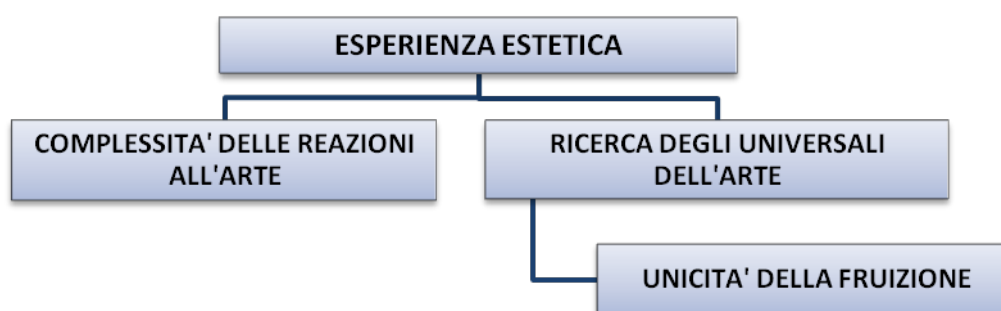 ESPERIENZA ESTETICA
COMPLESSITA' DELLE REAZIONI
ALL'ARTE
RICERCA DEGLI UNIVERSALI
DELL'ARTE
UNICITA' DELLA FRUIZIONE